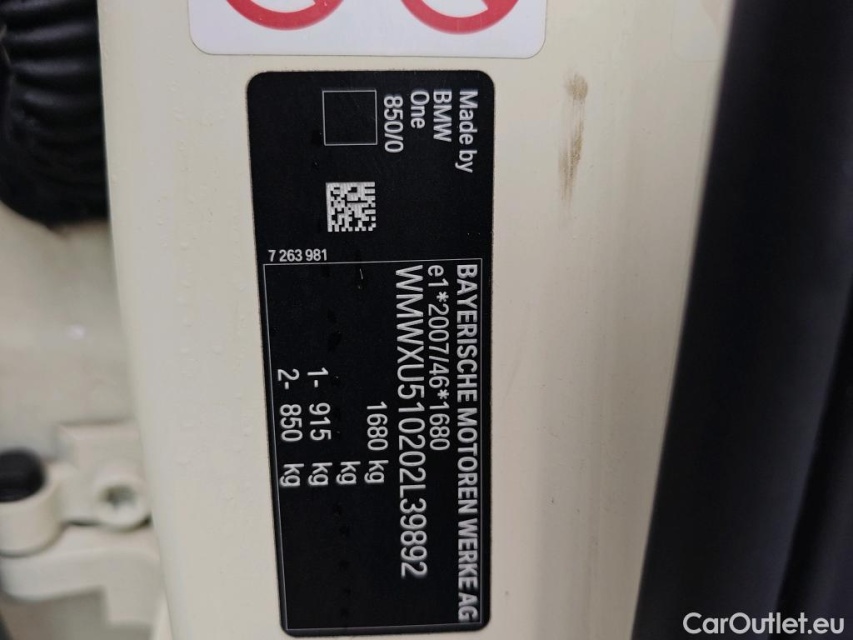 Made by
BMW
One
850/0
7 263 981
BAYERISCHE MOTOREN WERKE AG
e1*2007/46*1680
WMWXU510202L39892
1680 kg
kg
1- 915 kg
2- 850 kg
CarOutlet.eu